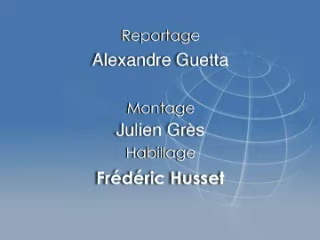 Reportage
Alexandre Guetta
Montage
Julien Grès
Habillage
Frédéric Husset